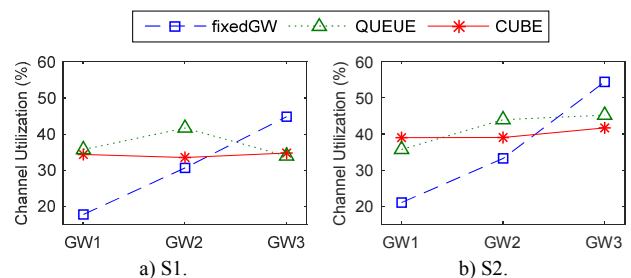 fixedGW QUEUE CUBE
Channel Utilization (%)
60
50
40
30
20
GW1 GW2 GW3
a) S1.
Channel Utilization (%)
60
50
40
30
20
GW1 GW2 GW3
b) S2.